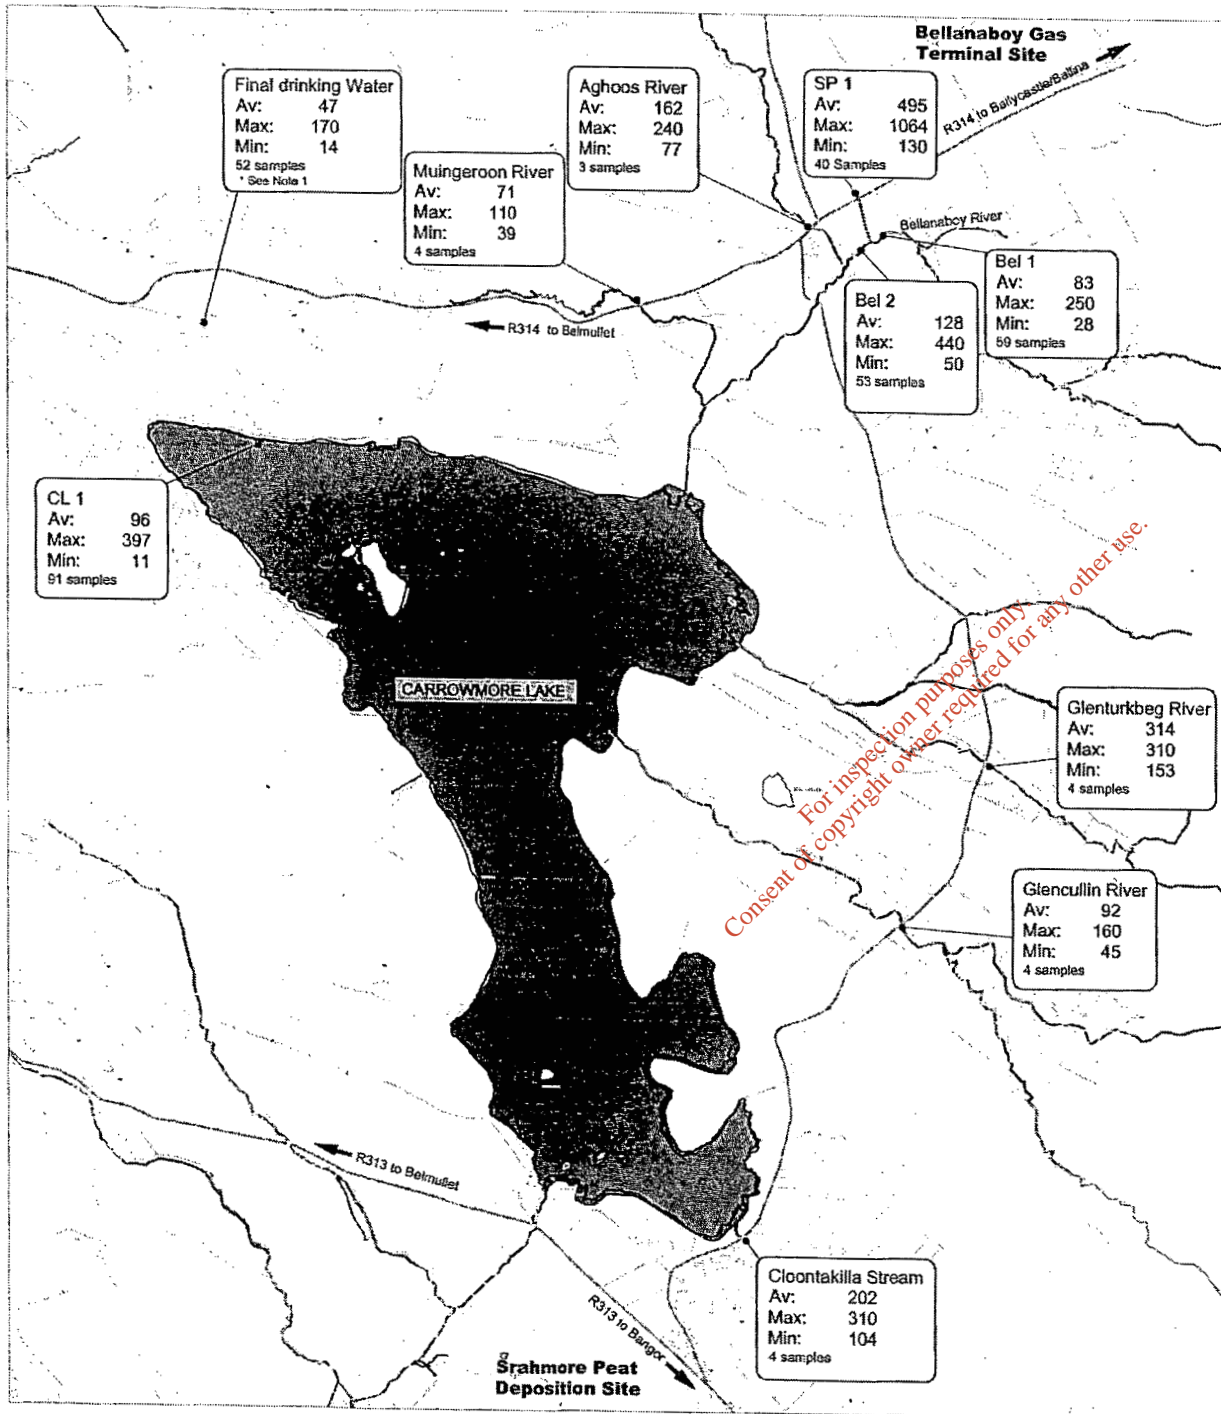 Bellanaboy Gas
Terminal Site
R314 to Ballycastle/Ballina
Final drinking Water
Av: 47
Max: 170
Min: 14
52 samples
* See Note 1
Muingeroon River
Av: 71
Max: 110
Min: 39
4 samples
Aghoos River
Av: 162
Max: 240
Min: 77
3 samples
SP 1
Av: 495
Max: 1064
Min: 130
40 Samples
Bellanaboy River
Bel 1
Av: 83
Max: 250
Min: 28
59 samples
Bel 2
Av: 128
Max: 440
Min: 50
53 samples
R314 to Belmullet
CL 1
Av: 96
Max: 397
Min: 11
91 samples
CARROWMORE LAKE
For inspection purposes only
Consent of copyright owner required for any other use.
Glenturkbeg River
Av: 314
Max: 310
Min: 153
4 samples
Glencullin River
Av: 92
Max: 160
Min: 45
4 samples
R313 to Belmullet
Cloontakilla Stream
Av: 202
Max: 310
Min: 104
4 samples
R313 to Bangor
Srahmore Peat
Deposition Site